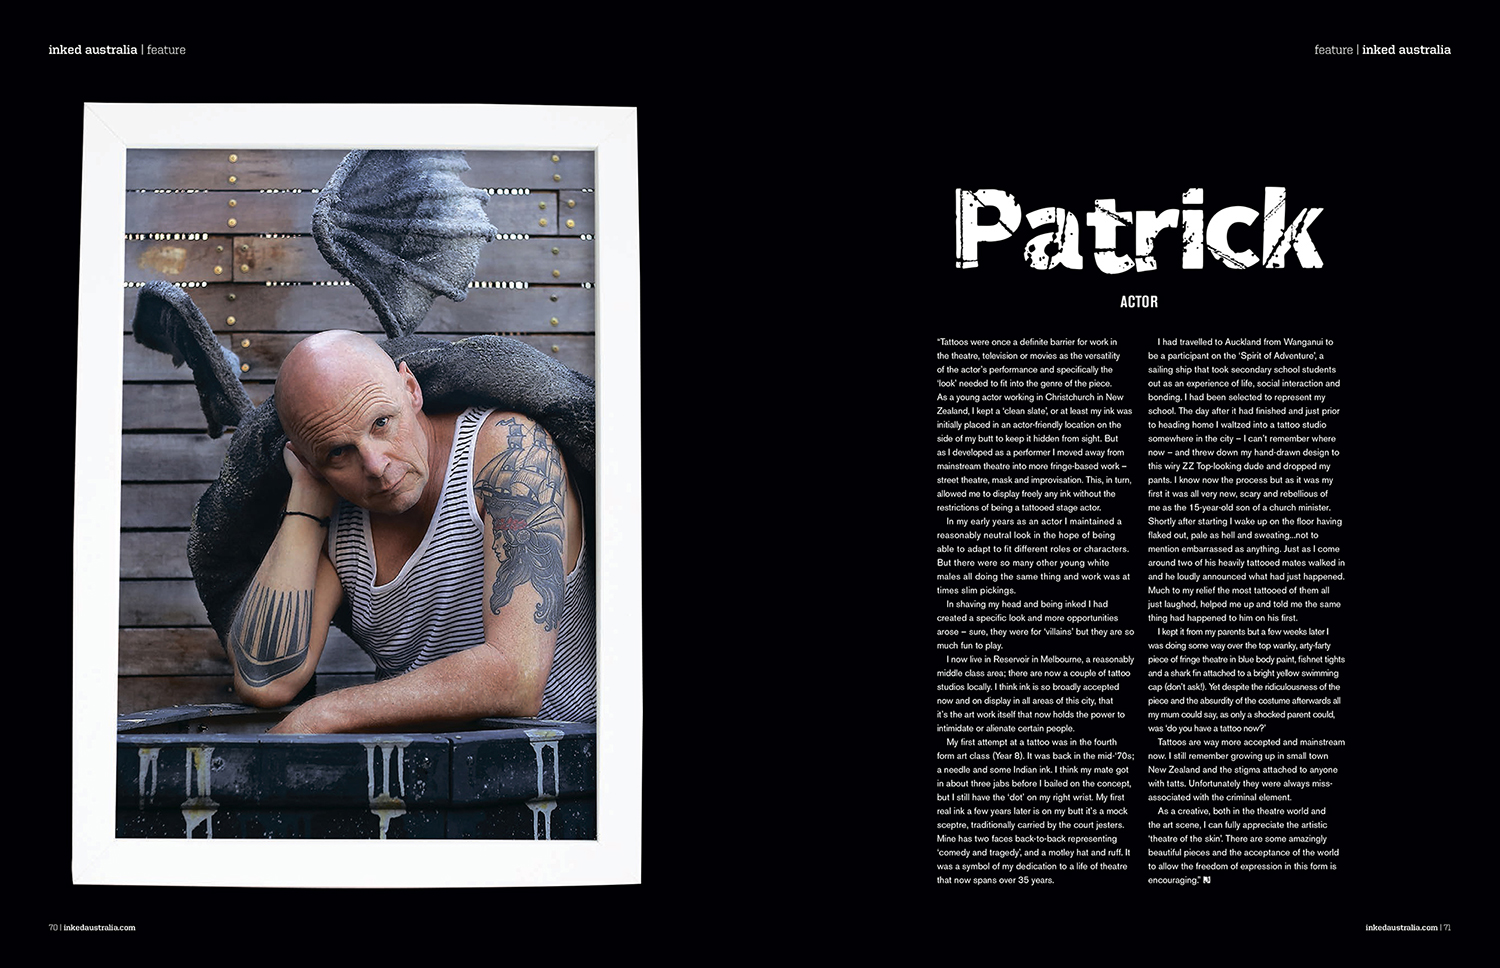 inked australia | feature
feature | inked australia
Patrick
ACTOR
“Tattoos were once a definite barrier for work in
the theatre, television or movies as the versatility
of the actor’s performance and specifically the
‘look’ needed to fit into the genre of the piece.
As a young actor working in Christchurch in New
Zealand, I kept a ‘clean slate’, or at least my ink was
initially placed in an actor-friendly location on the
side of my butt to keep it hidden from sight. But
as I developed as a performer I moved away from
mainstream theatre into more fringe-based work –
street theatre, mask and improvisation. This, in turn,
allowed me to display freely any ink without the
restrictions of being a tattooed stage actor.
In my early years as an actor I maintained a
reasonably neutral look in the hope of being
able to adapt to fit different roles or characters.
But there were so many other young white
males all doing the same thing and work was at
times slim pickings.
In shaving my head and being inked I had
created a specific look and more opportunities
arose – sure, they were for ‘villains’ but they are so
much fun to play.
I now live in Reservoir in Melbourne, a reasonably
middle class area; there are now a couple of tattoo
studios locally. I think ink is so broadly accepted
now and on display in all areas of this city, that
it’s the art work itself that now holds the power to
intimidate or alienate certain people.
My first attempt at a tattoo was in the fourth
form art class (Year 8). It was back in the mid-’70s;
a needle and some Indian ink. I think my mate got
in about three jabs before I bailed on the concept,
but I still have the ‘dot’ on my right wrist. My first
real ink a few years later is on my butt it’s a mock
sceptre, traditionally carried by the court jesters.
Mine has two faces back-to-back representing
‘comedy and tragedy’, and a motley hat and ruff. It
was a symbol of my dedication to a life of theatre
that now spans over 35 years.
I had travelled to Auckland from Wanganui to
be a participant on the ‘Spirit of Adventure’, a
sailing ship that took secondary school students
out as an experience of life, social interaction and
bonding. I had been selected to represent my
school. The day after it had finished and just prior
to heading home I waltzed into a tattoo studio
somewhere in the city – I can’t remember where
now – and threw down my hand-drawn design to
this wiry ZZ Top-looking dude and dropped my
pants. I know now the process but as it was my
first it was all very new, scary and rebellious of
me as the 15-year-old son of a church minister.
Shortly after starting I wake up on the floor having
flaked out, pale as hell and sweating...not to
mention embarrassed as anything. Just as I come
around two of his heavily tattooed mates walked in
and he loudly announced what had just happened.
Much to my relief the most tattooed of them all
just laughed, helped me up and told me the same
thing had happened to him on his first.
I kept it from my parents but a few weeks later I
was doing some way over the top wanky, arty-farty
piece of fringe theatre in blue body paint, fishnet tights
and a shark fin attached to a bright yellow swimming
cap (don’t ask!). Yet despite the ridiculousness of the
piece and the absurdity of the costume afterwards all
my mum could say, as only a shocked parent could,
was ‘do you have a tattoo now?’
Tattoos are way more accepted and mainstream
now. I still remember growing up in small town
New Zealand and the stigma attached to anyone
with tatts. Unfortunately they were always miss-
associated with the criminal element.
As a creative, both in the theatre world and
the art scene, I can fully appreciate the artistic
‘theatre of the skin’. There are some amazingly
beautiful pieces and the acceptance of the world
to allow the freedom of expression in this form is
encouraging.”
70 | inkedaustralia.com
inkedaustralia.com | 71